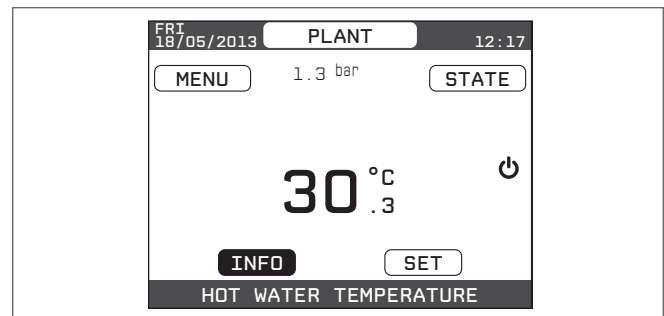 FRI
18/05/2013 PLANT 12:17
MENU 1.3 bar STATE
30.3 °C
INFO SET
HOT WATER TEMPERATURE